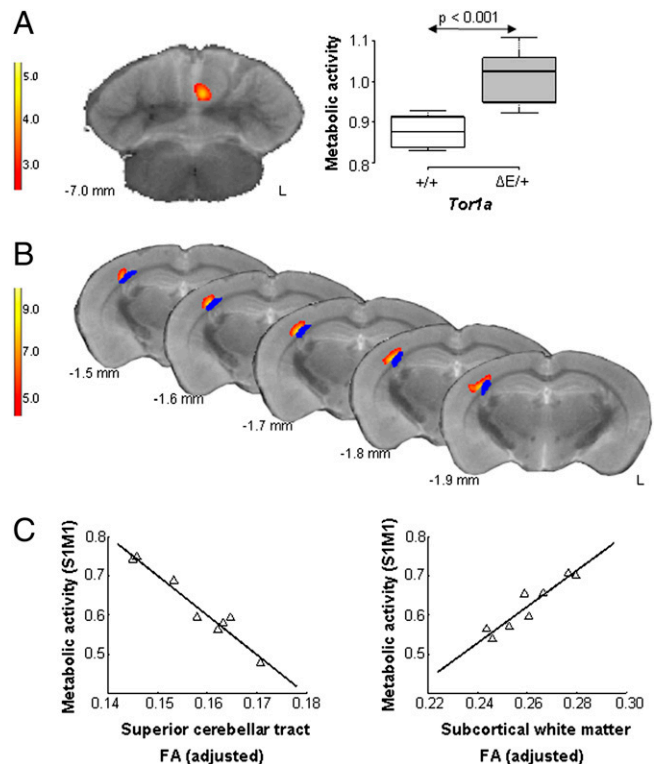 A
5.0
4.0
3.0
-7.0 mm
L
p < 0.001
Metabolic activity
1.1
1.0
0.9
0.8
+/+
ΔE/+
Tor1a
B
9.0
7.0
5.0
-1.5 mm
-1.6 mm
-1.7 mm
-1.8 mm
-1.9 mm
L
C
Metabolic activity (S1M1)
0.8
0.7
0.6
0.5
0.14
0.15
0.16
0.17
0.18
Superior cerebellar tract
FA (adjusted)
Metabolic activity (S1M1)
0.8
0.7
0.6
0.5
0.22
0.24
0.26
0.28
0.30
Subcortical white matter
FA (adjusted)